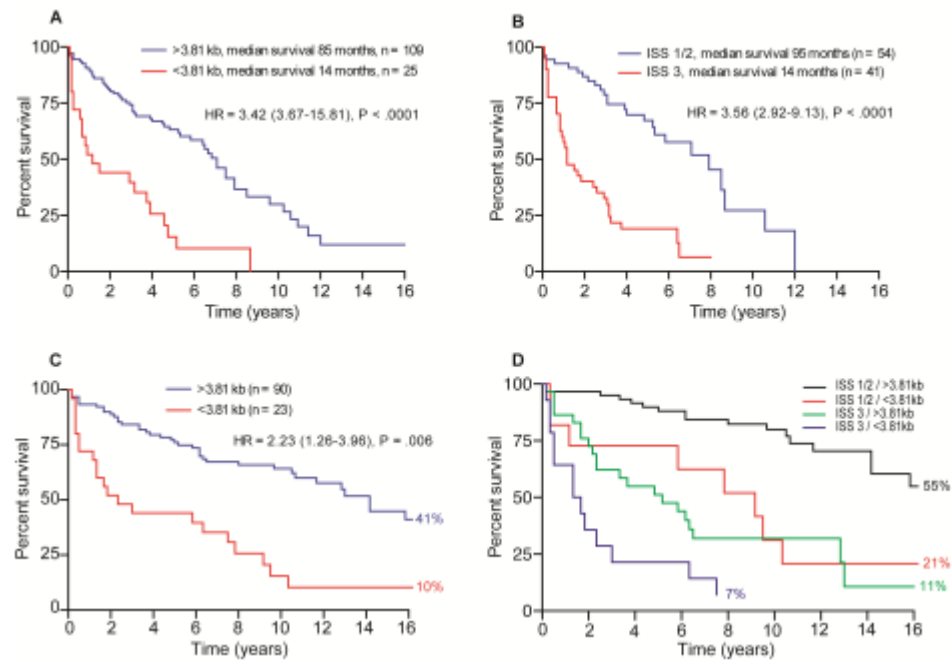 A
>3.81 kb, median survival 85 months, n = 109
<3.81 kb, median survival 14 months, n = 25
HR = 3.42 (3.67-15.81), P < .0001
Percent survival
100
75
50
25
0
0 2 4 6 8 10 12 14 16
Time (years)
B
ISS 1/2, median survival 95 months (n = 54)
ISS 3, median survival 14 months (n = 41)
HR = 3.56 (2.92-9.13), P < .0001
Percent survival
100
75
50
25
0
0 2 4 6 8 10 12 14 16
Time (years)
C
>3.81 kb (n = 90)
<3.81 kb (n = 23)
HR = 2.23 (1.26-3.96), P = .006
Percent survival
100
75
50
25
0
41%
10%
0 2 4 6 8 10 12 14 16
Time (years)
D
ISS 1/2 / >3.81kb
ISS 1/2 / <3.81kb
ISS 3 / >3.81kb
ISS 3 / <3.81kb
Percent survival
100
75
50
25
0
55%
21%
11%
7%
0 2 4 6 8 10 12 14 16
Time (years)